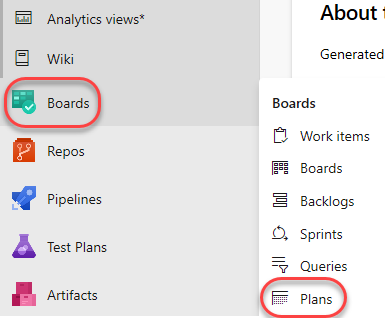 Analytics views*
Wiki
Boards
Repos
Pipelines
Test Plans
Artifacts
About
Generated
Boards
Work items
Boards
Backlogs
Sprints
Queries
Plans